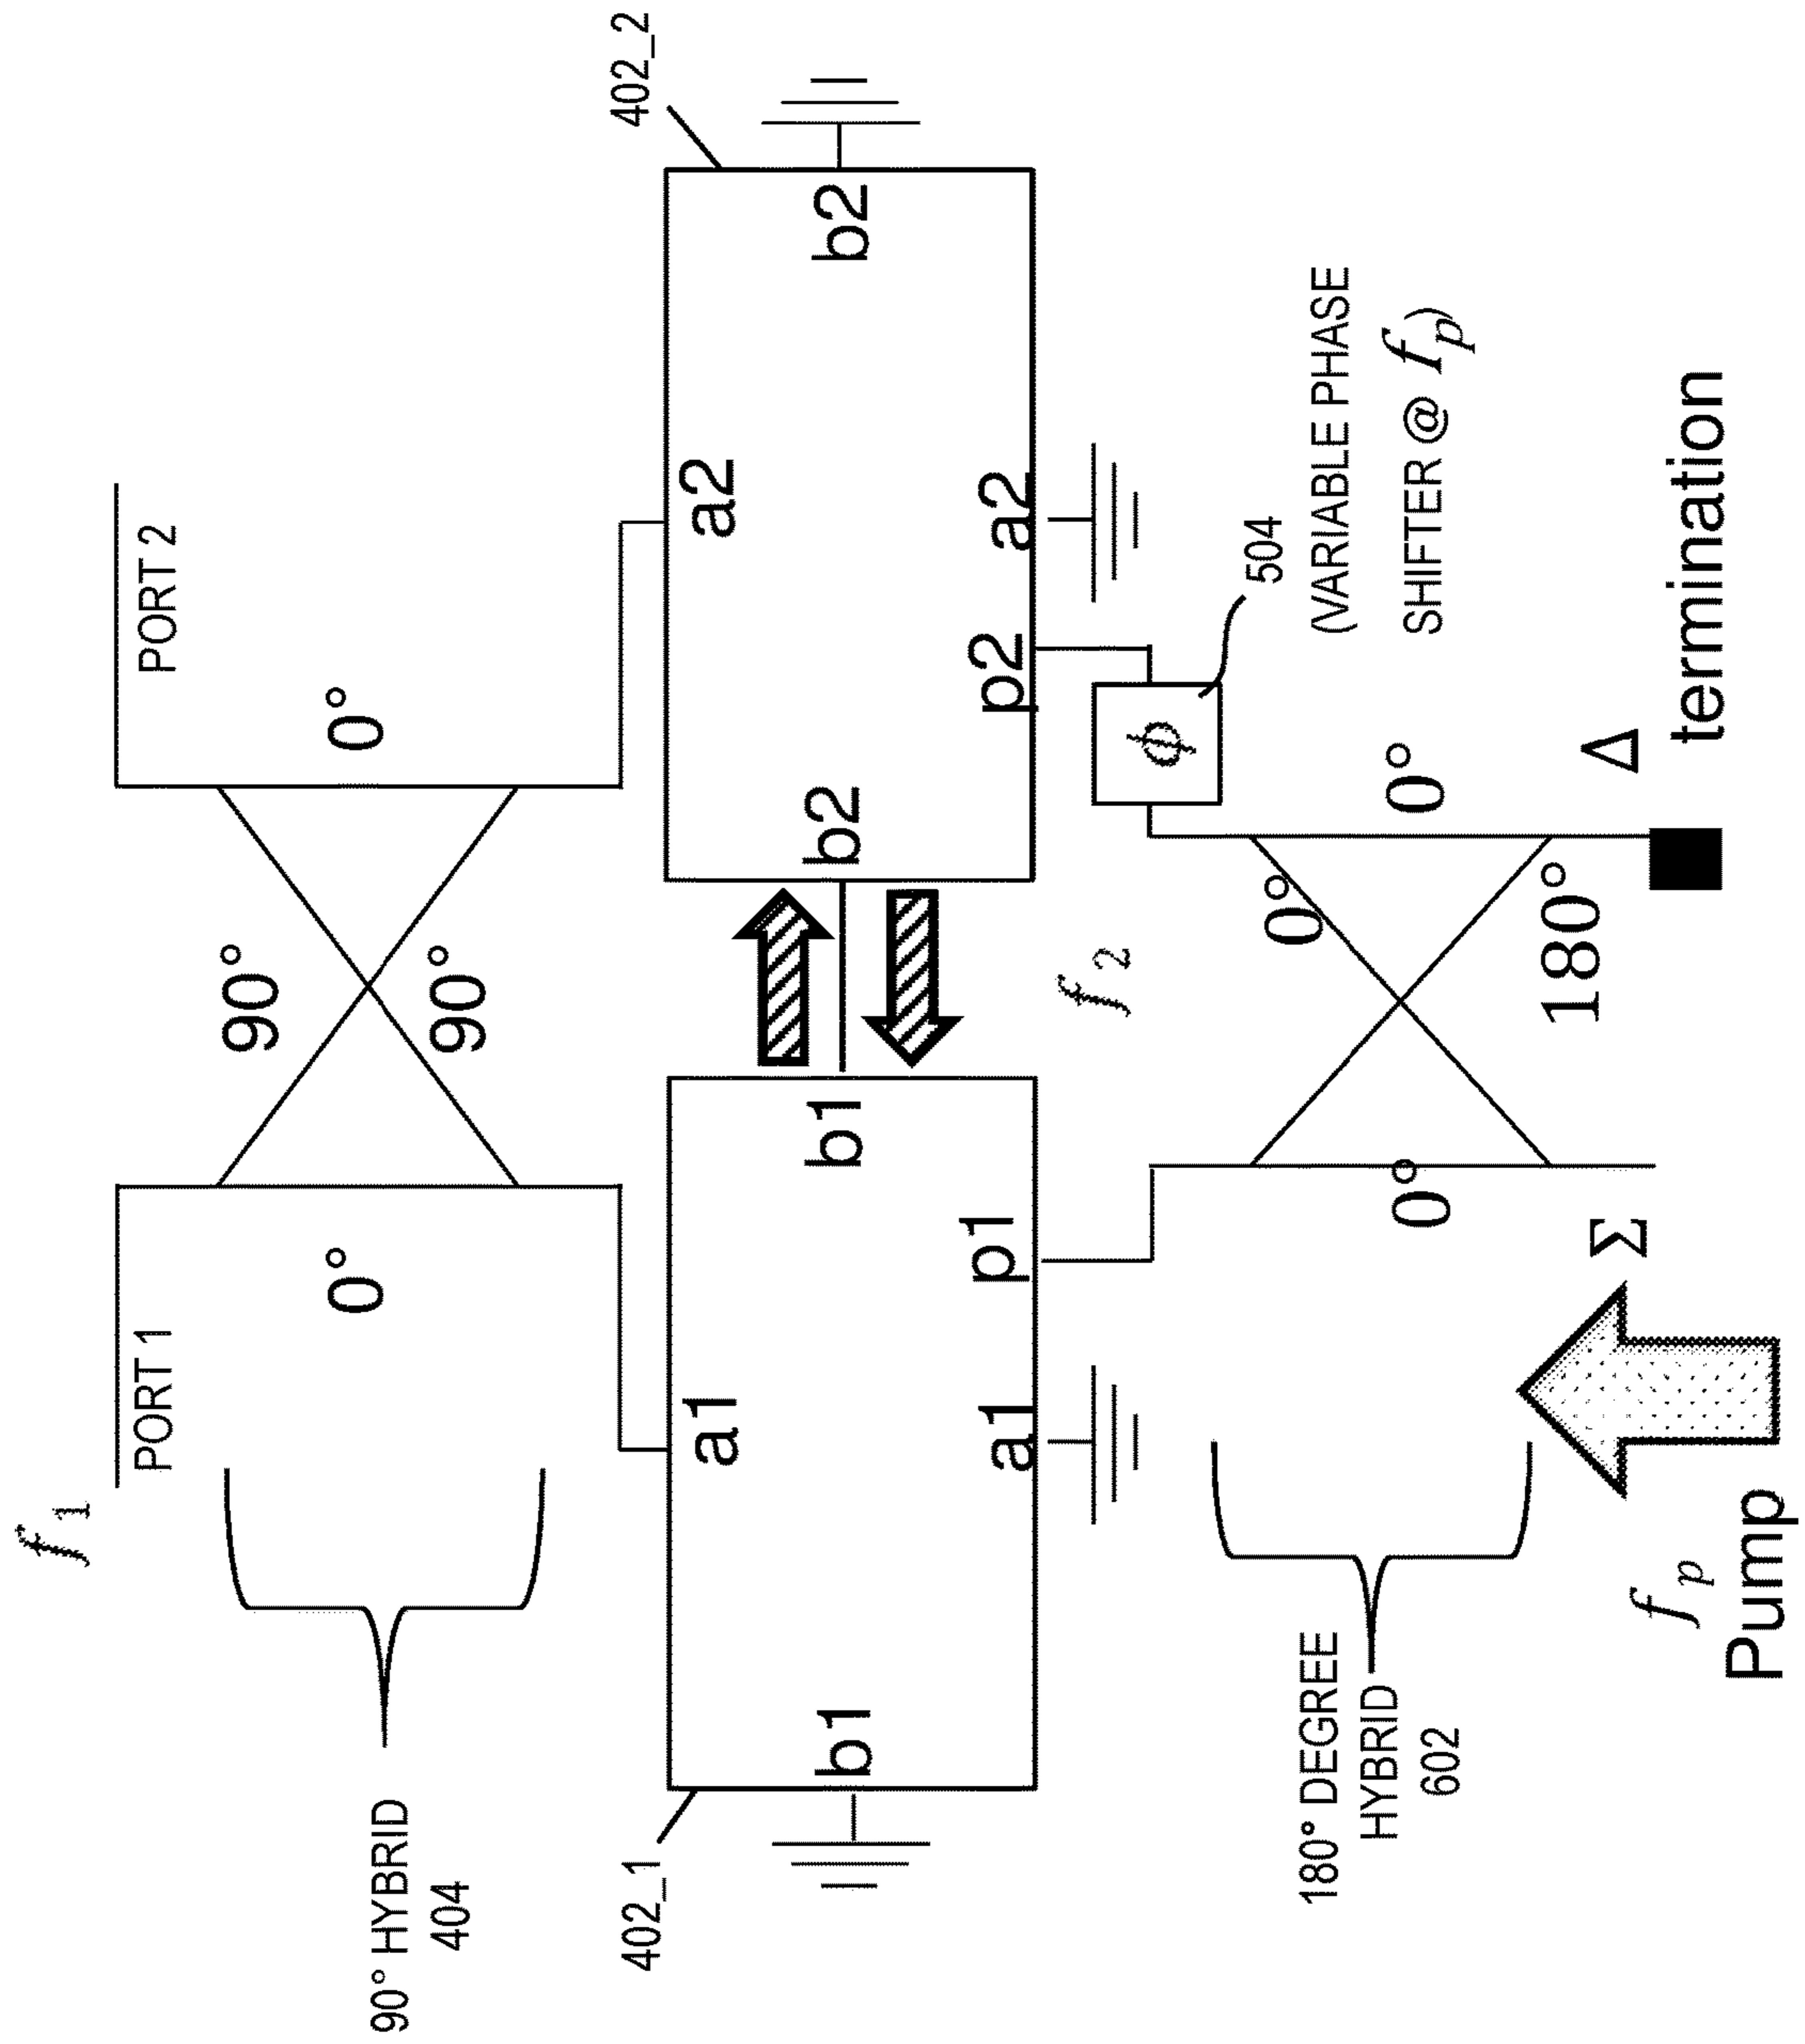 f1
PORT 1
PORT 2
90° HYBRID
404
0°
90°
90°
0°
402_1
402_2
a1
a2
b1
b1
b2
b2
a1
p1
p2
a2
f2
ϕ
504
(VARIABLE PHASE
SHIFTER @ fp)
180° DEGREE
HYBRID
602
0°
0°
0°
180°
Σ
Δ
termination
fp
Pump